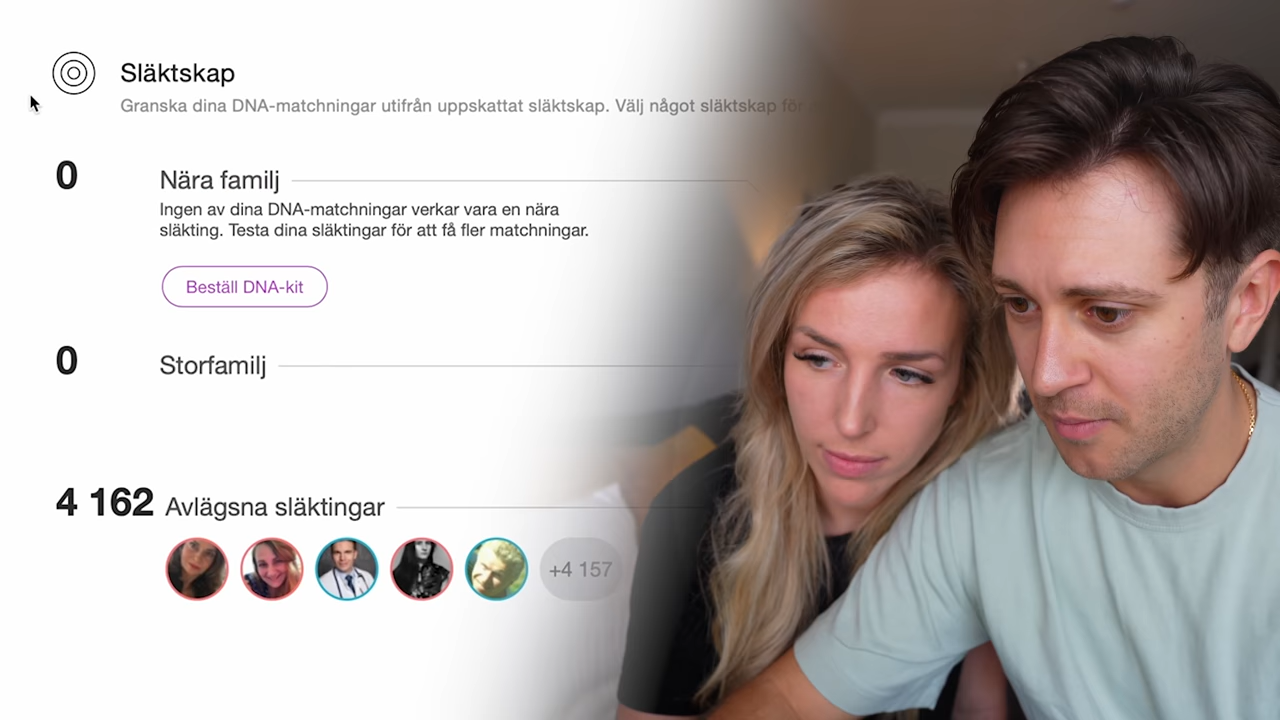 Släktskap
Granska dina DNA-matchningar utifrån uppskattat släktskap. Välj något släktskap för
0
Nära familj
Ingen av dina DNA-matchningar verkar vara en nära
släkting. Testa dina släktingar för att få fler matchningar.
Beställ DNA-kit
0
Storfamilj
4 162 Avlägsna släktingar
+4 157